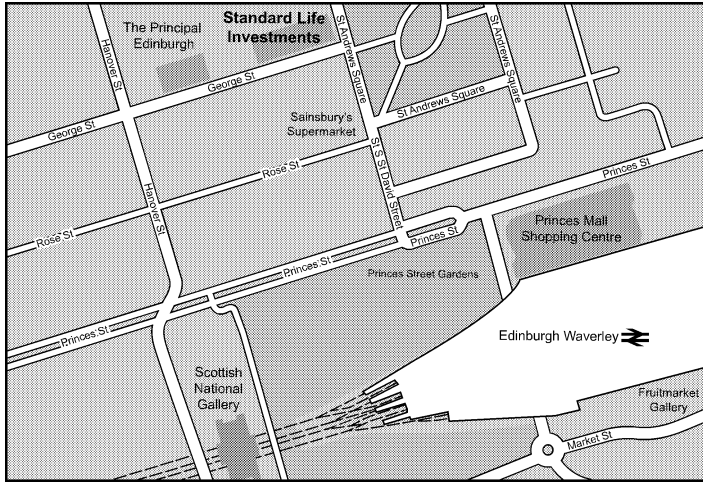 Standard Life
Investments
The Principal
Edinburgh
Hanover St
St Andrews Square
St Andrews Square
George St
St Andrews Square
George St
Sainsbury's
Supermarket
St S St David Street
Rose St
Princes St
Hanover St
Rose St
Princes St
Princes Mall
Shopping Centre
Princes St
Princes Street Gardens
Princes St
Edinburgh Waverley
Scottish
National
Gallery
Fruitmarket
Gallery
Market St